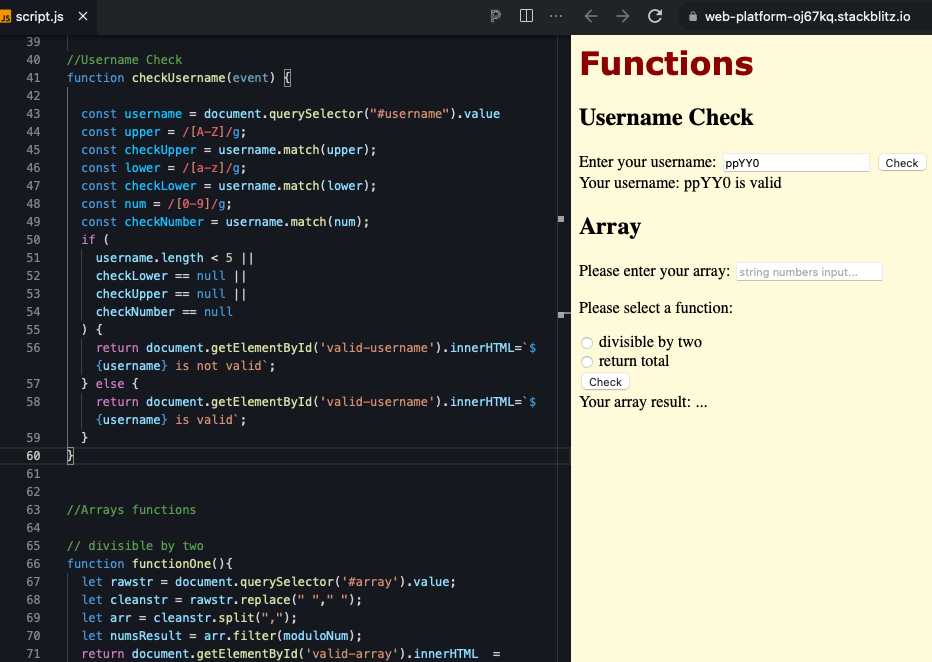 JS script.js ×
web-platform-oj67kq.stackblitz.io
39
40 //Username Check
41 function checkUsername(event) {
42
43 const username = document.querySelector("#username").value
44 const upper = /[A-Z]/g;
45 const checkUpper = username.match(upper);
46 const lower = /[a-z]/g;
47 const checkLower = username.match(lower);
48 const num = /[0-9]/g;
49 const checkNumber = username.match(num);
50 if (
51 username.length < 5 ||
52 checkLower == null ||
53 checkUpper == null ||
54 checkNumber == null
55 ) {
56 return document.getElementById('valid-username').innerHTML=`$
{username} is not valid`;
57 } else {
58 return document.getElementById('valid-username').innerHTML=`$
{username} is valid`;
59 }
60 }
61
62
63 //Arrays functions
64
65 // divisible by two
66 function functionOne(){
67 let rawstr = document.querySelector('#array').value;
68 let cleanstr = rawstr.replace(" "," ");
69 let arr = cleanstr.split(",");
70 let numsResult = arr.filter(moduloNum);
71 return document.getElementById('valid-array').innerHTML =
Functions
Username Check
Enter your username: ppYY0 Check
Your username: ppYY0 is valid
Array
Please enter your array: string numbers input...
Please select a function:
divisible by two
return total
Check
Your array result: ...